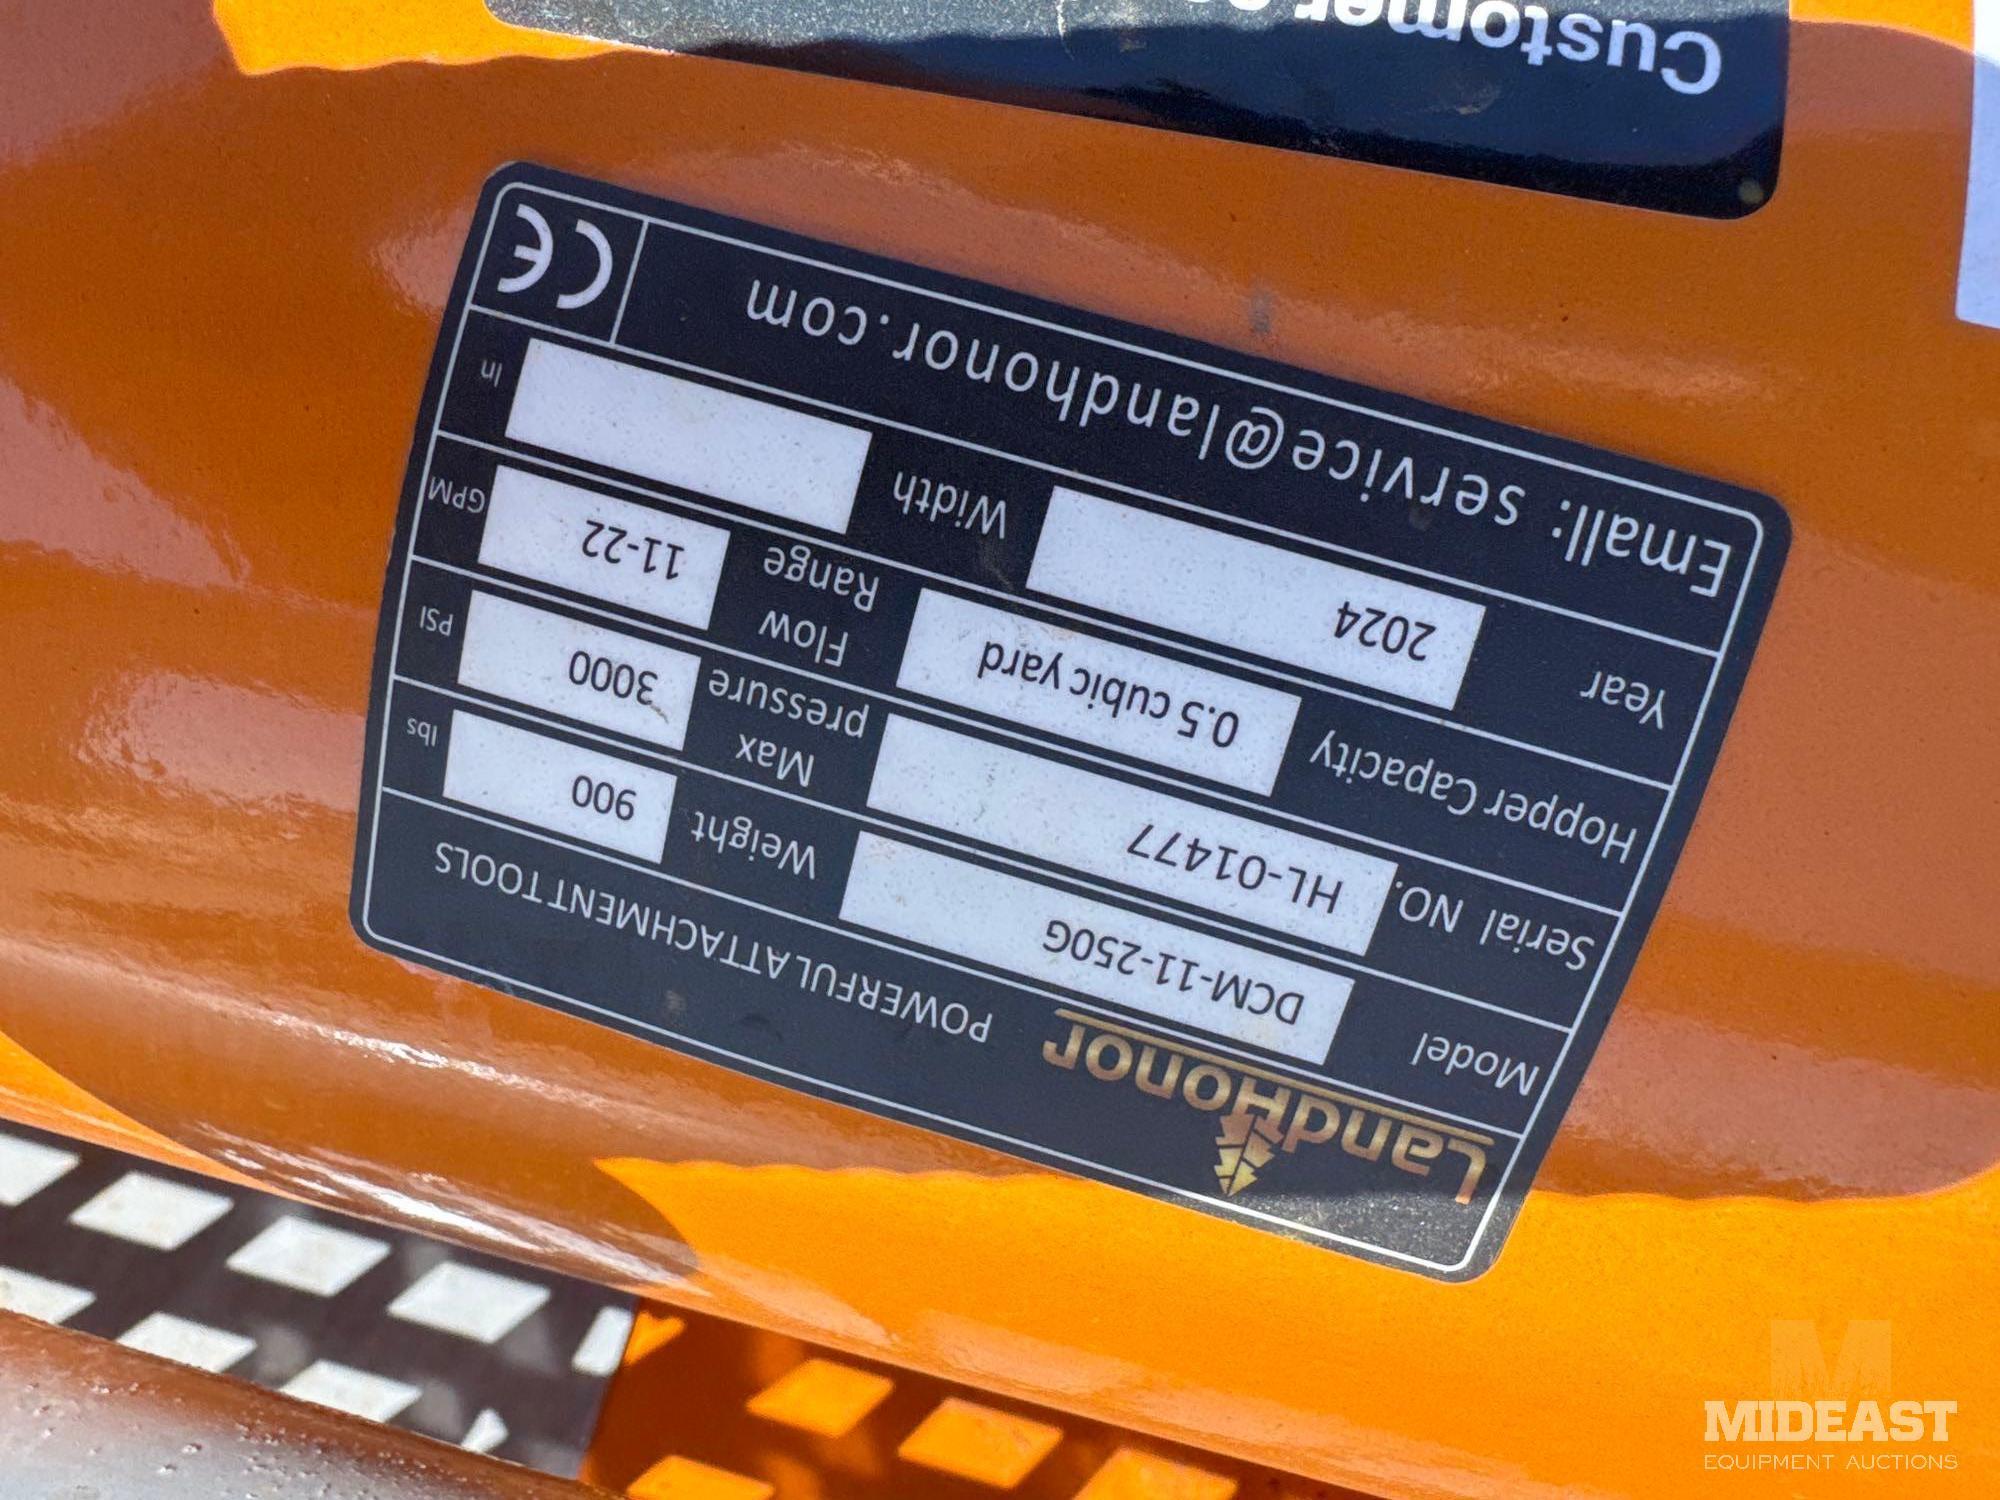 LandHonor POWERFUL ATTACHMENT TOOLS
Model DCM-11-250G Weight 900 lbs
Serial NO. HL-01477 Max pressure 3000 PSI
Hopper Capacity 0.5 cubic yard Flow Range 11-22 GPM
Year 2024 Width In
Email: service@landhonor.com CE
Customer
MIDEAST
EQUIPMENT AUCTIONS